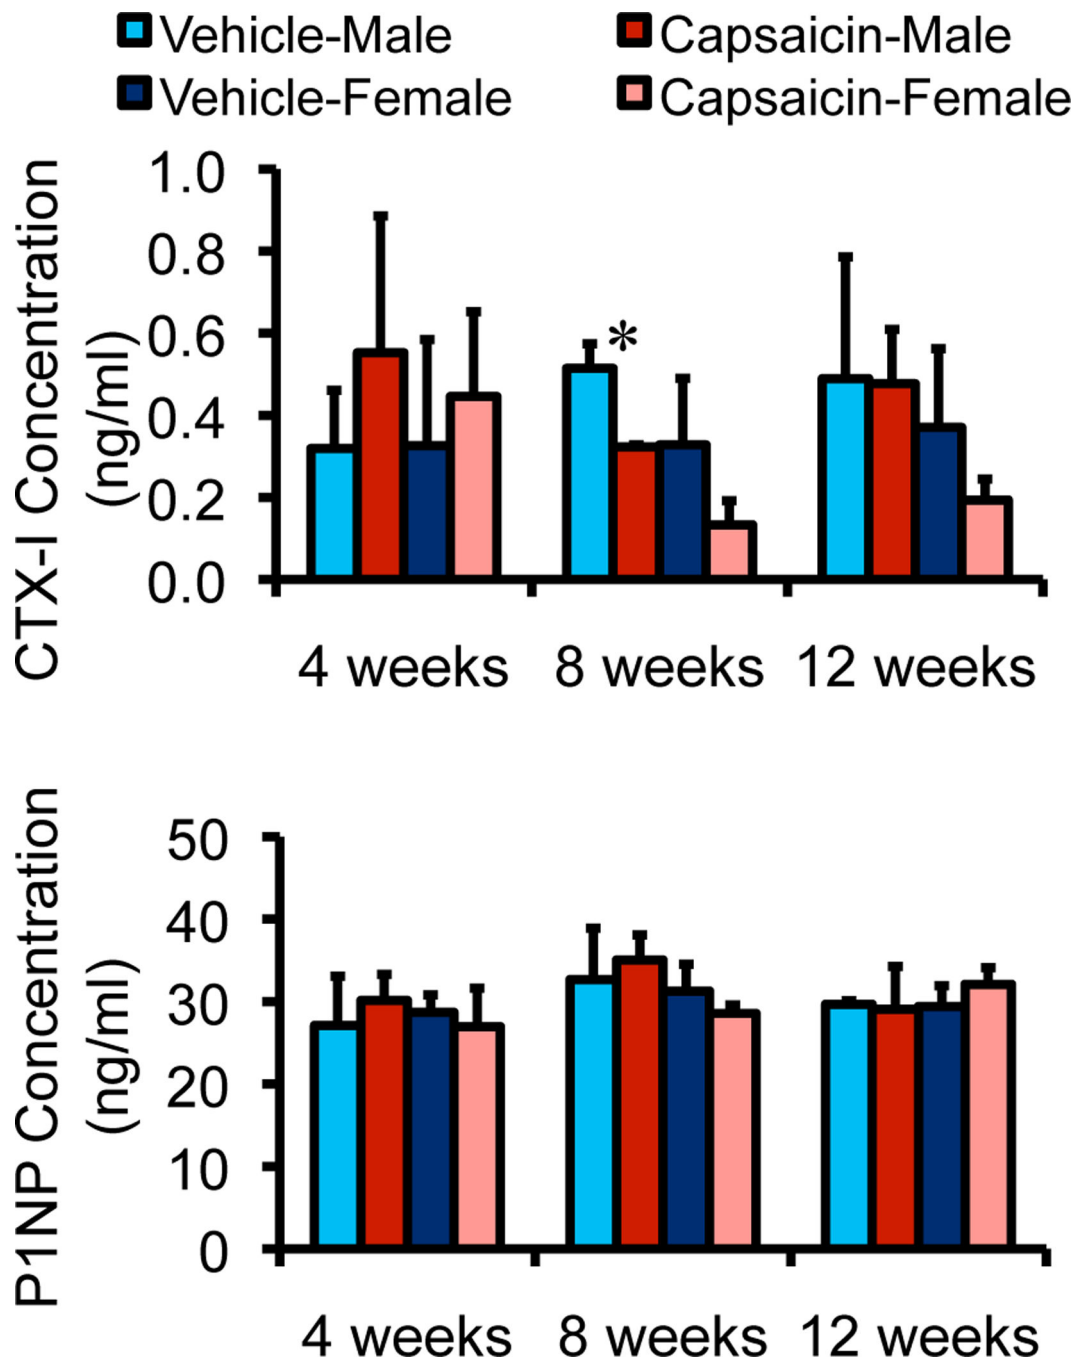 Vehicle-Male Capsaicin-Male
Vehicle-Female Capsaicin-Female
CTX-I Concentration
(ng/ml)
1.0
0.8
0.6
0.4
0.2
0.0
*
4 weeks 8 weeks 12 weeks
P1NP Concentration
(ng/ml)
50
40
30
20
10
0
4 weeks 8 weeks 12 weeks